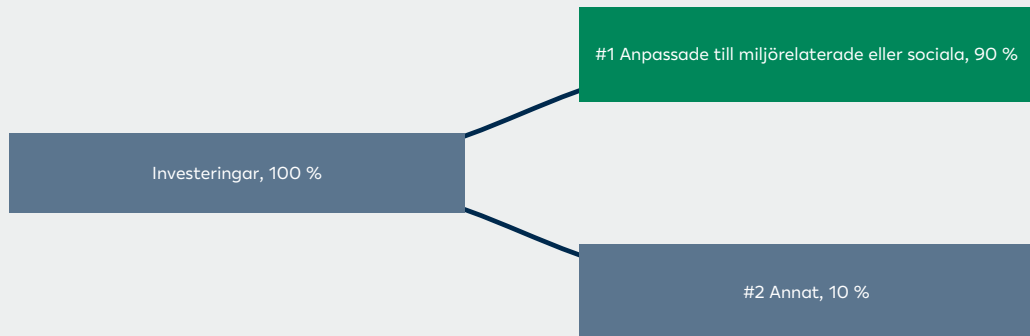 #1 Anpassade till miljörelaterade eller sociala, 90 %
Investeringar, 100 %
#2 Annat, 10 %